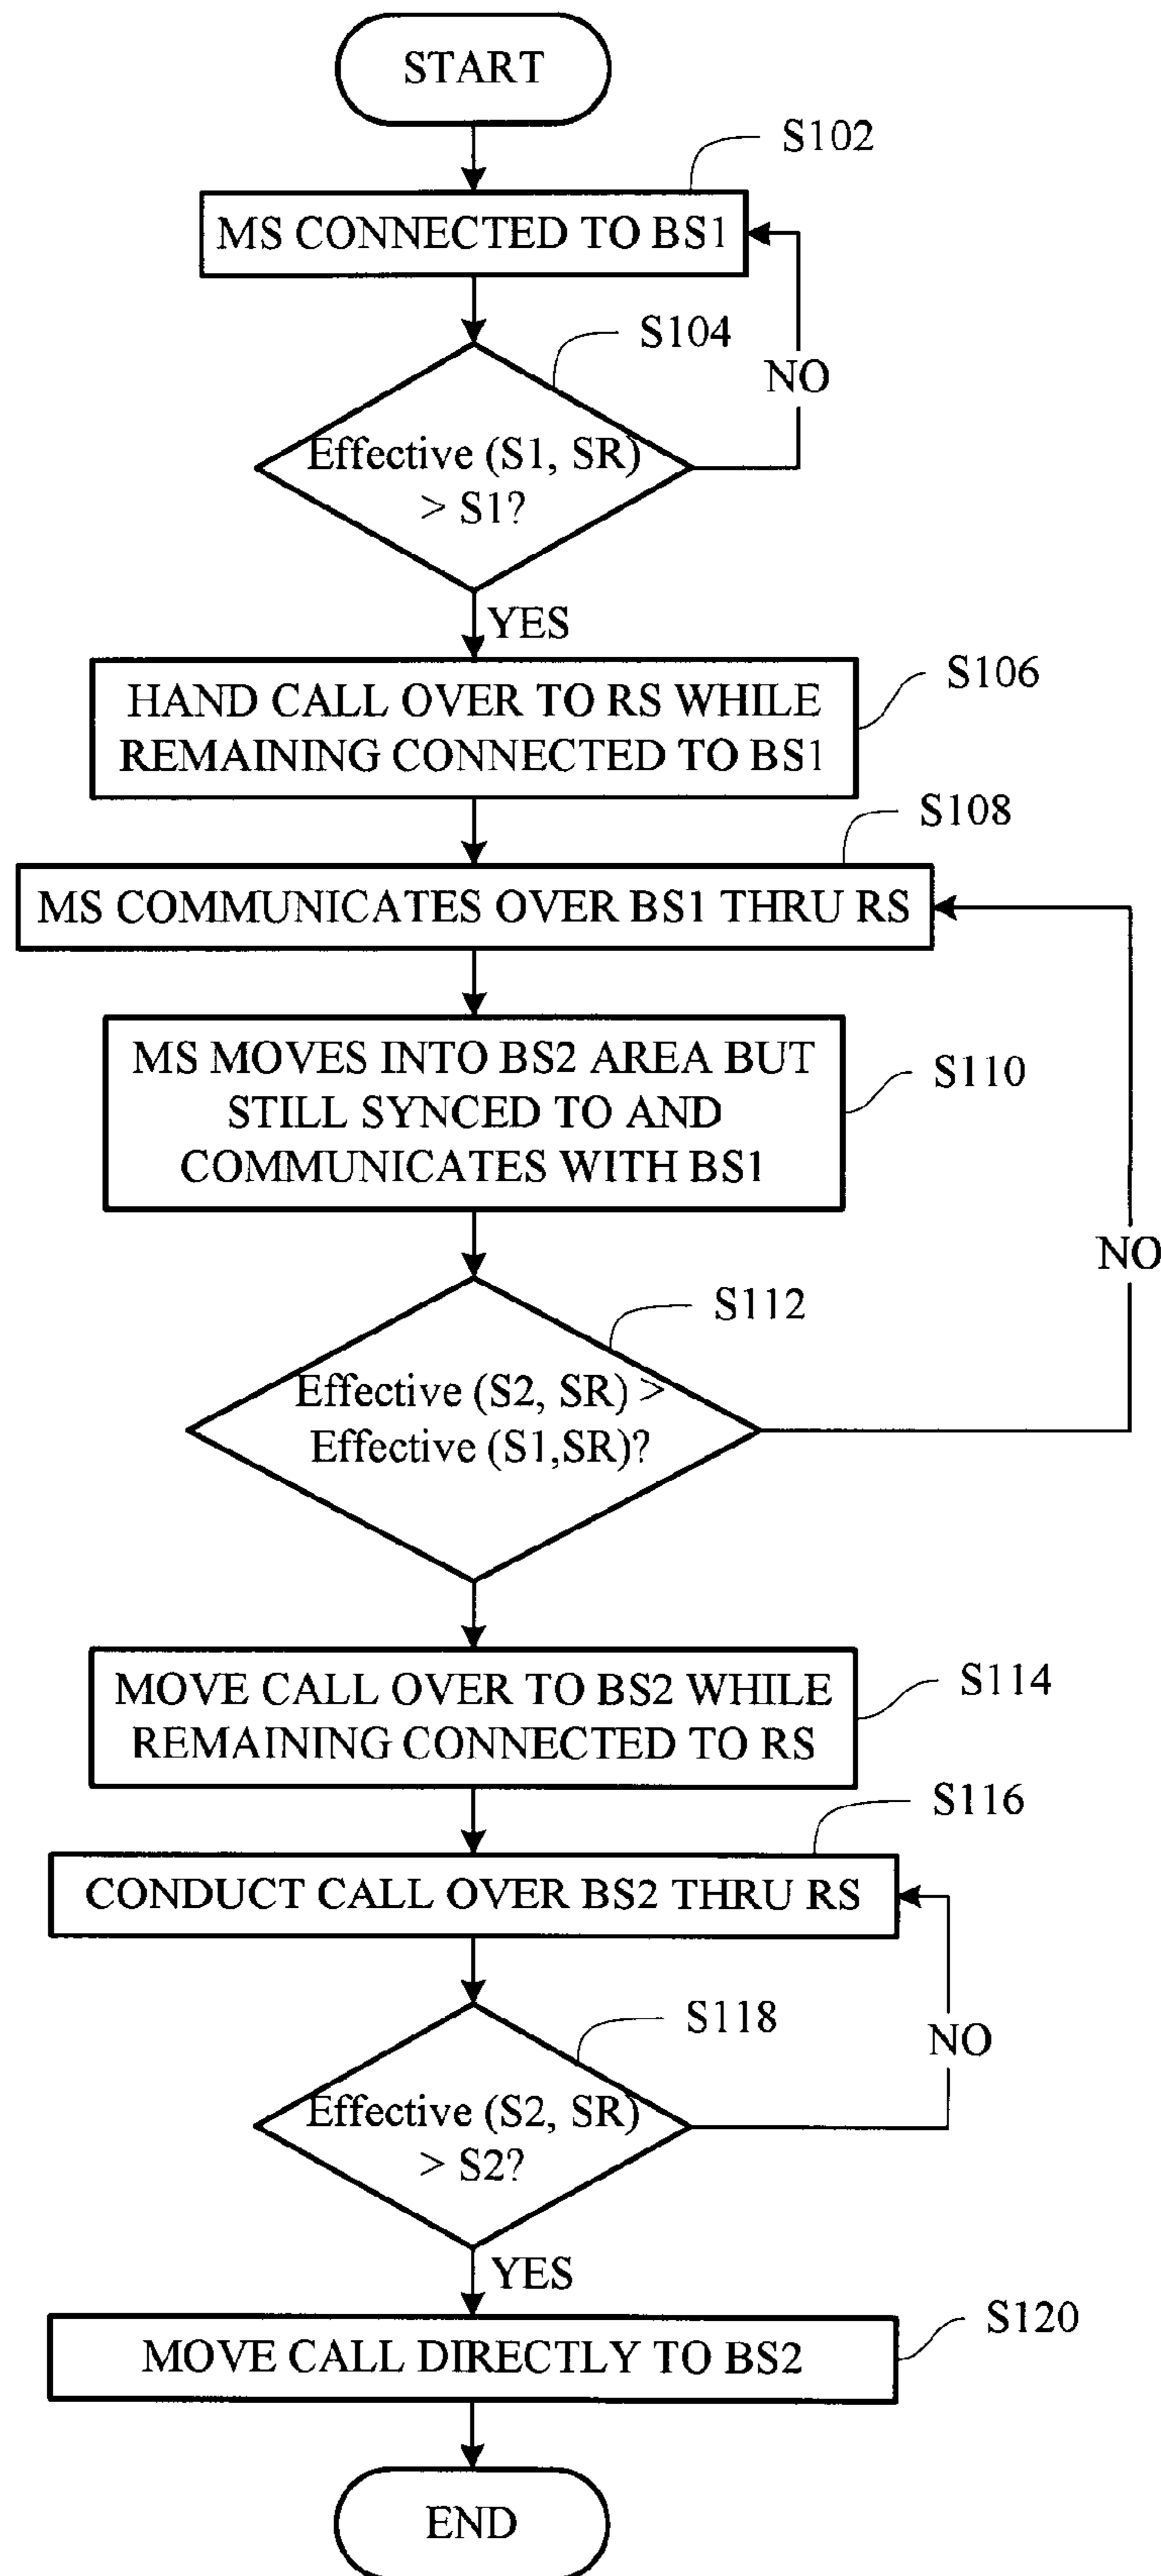 START
S102
MS CONNECTED TO BS1
S104
NO
Effective (S1, SR)
> S1?
YES
S106
HAND CALL OVER TO RS WHILE
REMAINING CONNECTED TO BS1
S108
MS COMMUNICATES OVER BS1 THRU RS
MS MOVES INTO BS2 AREA BUT
STILL SYNCED TO AND
COMMUNICATES WITH BS1
S110
NO
S112
Effective (S2, SR) >
Effective (S1,SR)?
S114
MOVE CALL OVER TO BS2 WHILE
REMAINING CONNECTED TO RS
S116
CONDUCT CALL OVER BS2 THRU RS
S118
NO
Effective (S2, SR)
> S2?
YES
S120
MOVE CALL DIRECTLY TO BS2
END